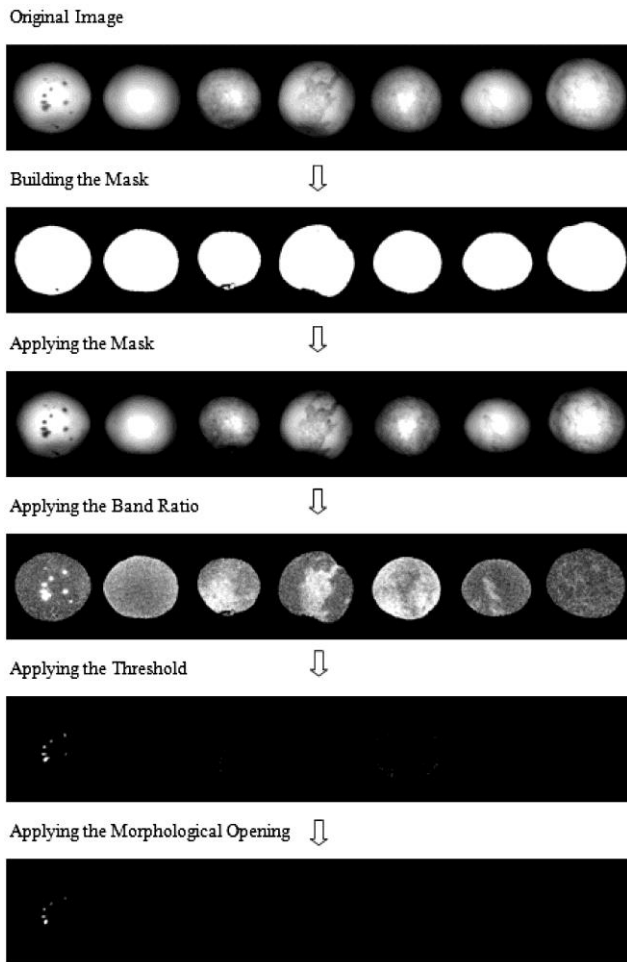 Original Image
Building the Mask
Applying the Mask
Applying the Band Ratio
Applying the Threshold
Applying the Morphological Opening